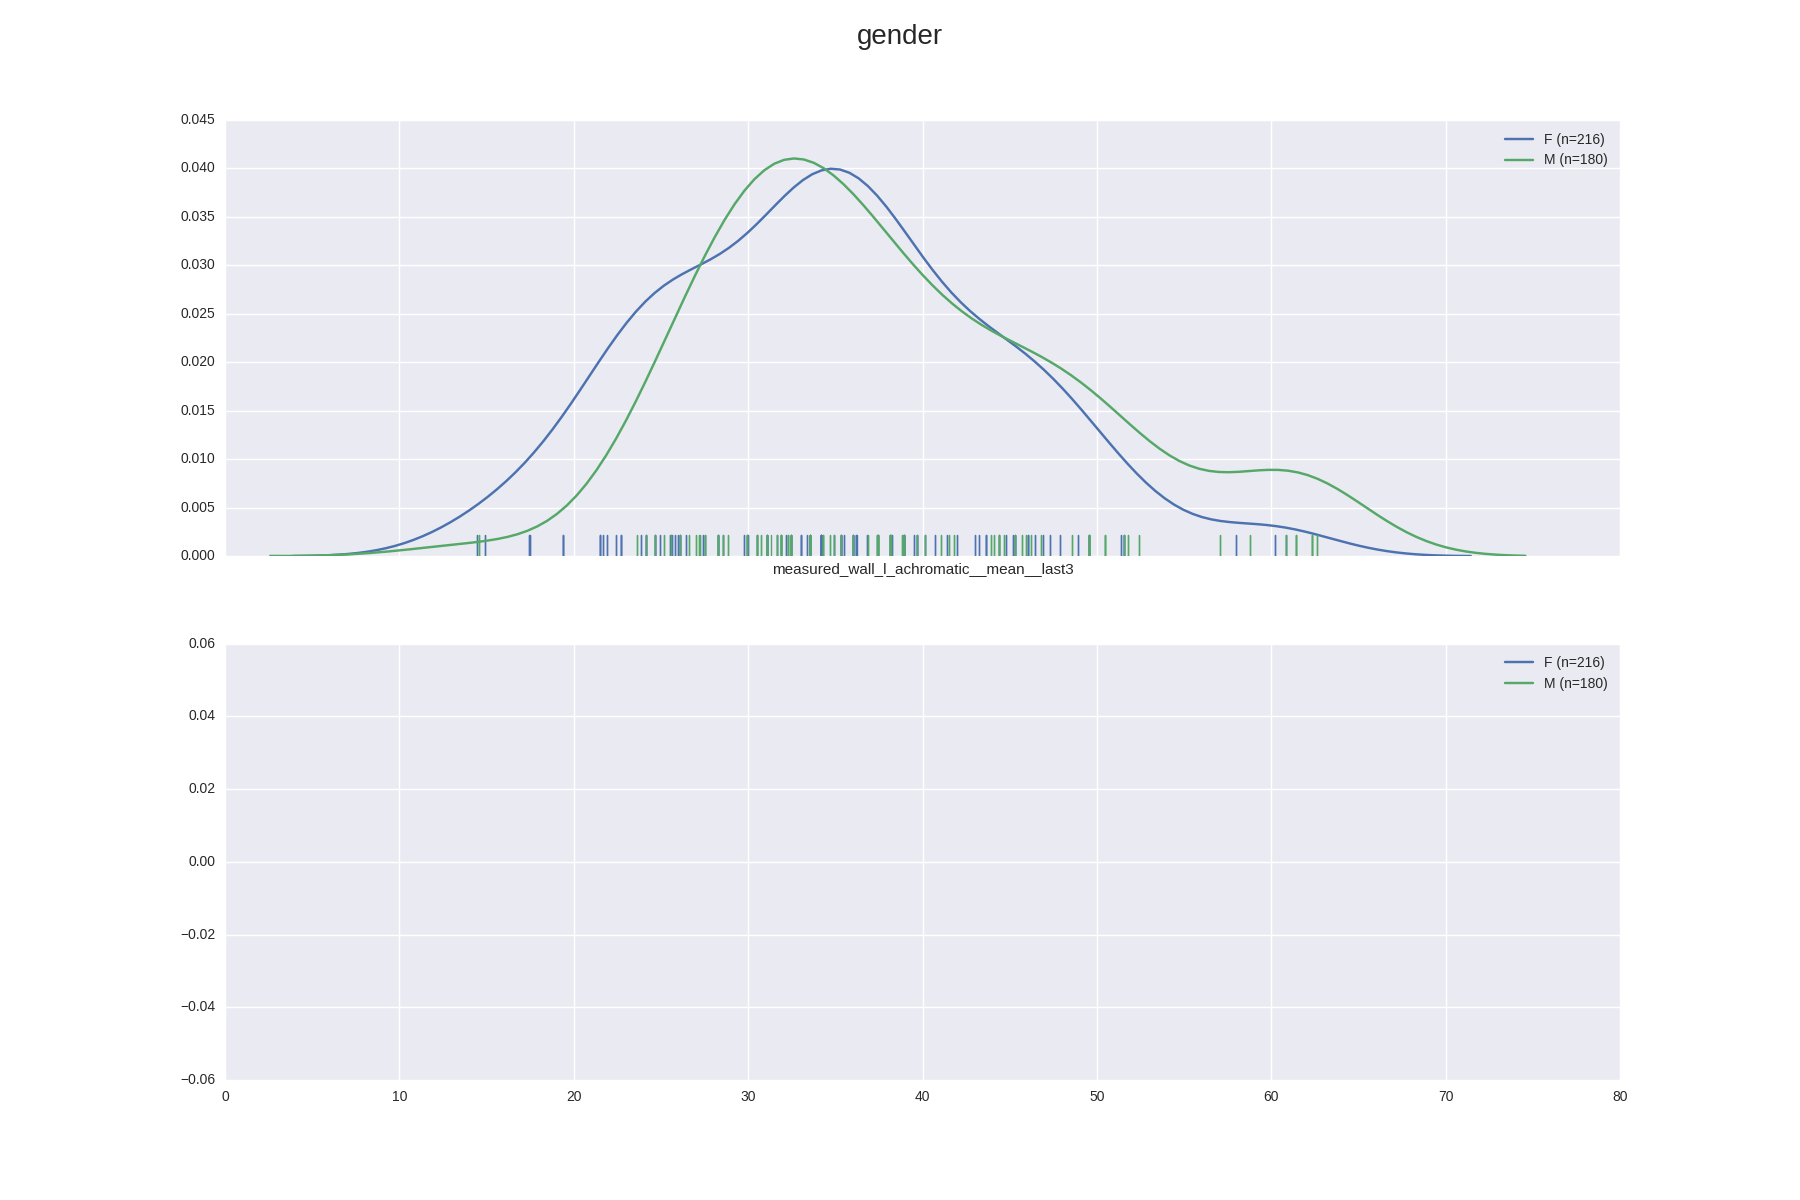 gender
0.045
0.040
0.035
0.030
0.025
0.020
0.015
0.010
0.005
0.000
F (n=216)
M (n=180)
measured_wall_l_achromatic__mean__last3
0.06
0.04
0.02
0.00
−0.02
−0.04
−0.06
F (n=216)
M (n=180)
0 10 20 30 40 50 60 70 80